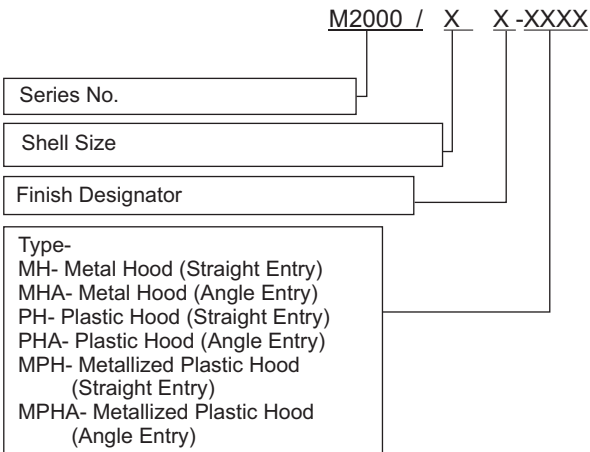 M2000 / X X -XXXX
Series No.
Shell Size
Finish Designator
Type-
MH- Metal Hood (Straight Entry)
MHA- Metal Hood (Angle Entry)
PH- Plastic Hood (Straight Entry)
PHA- Plastic Hood (Angle Entry)
MPH- Metallized Plastic Hood
(Straight Entry)
MPHA- Metallized Plastic Hood
(Angle Entry)